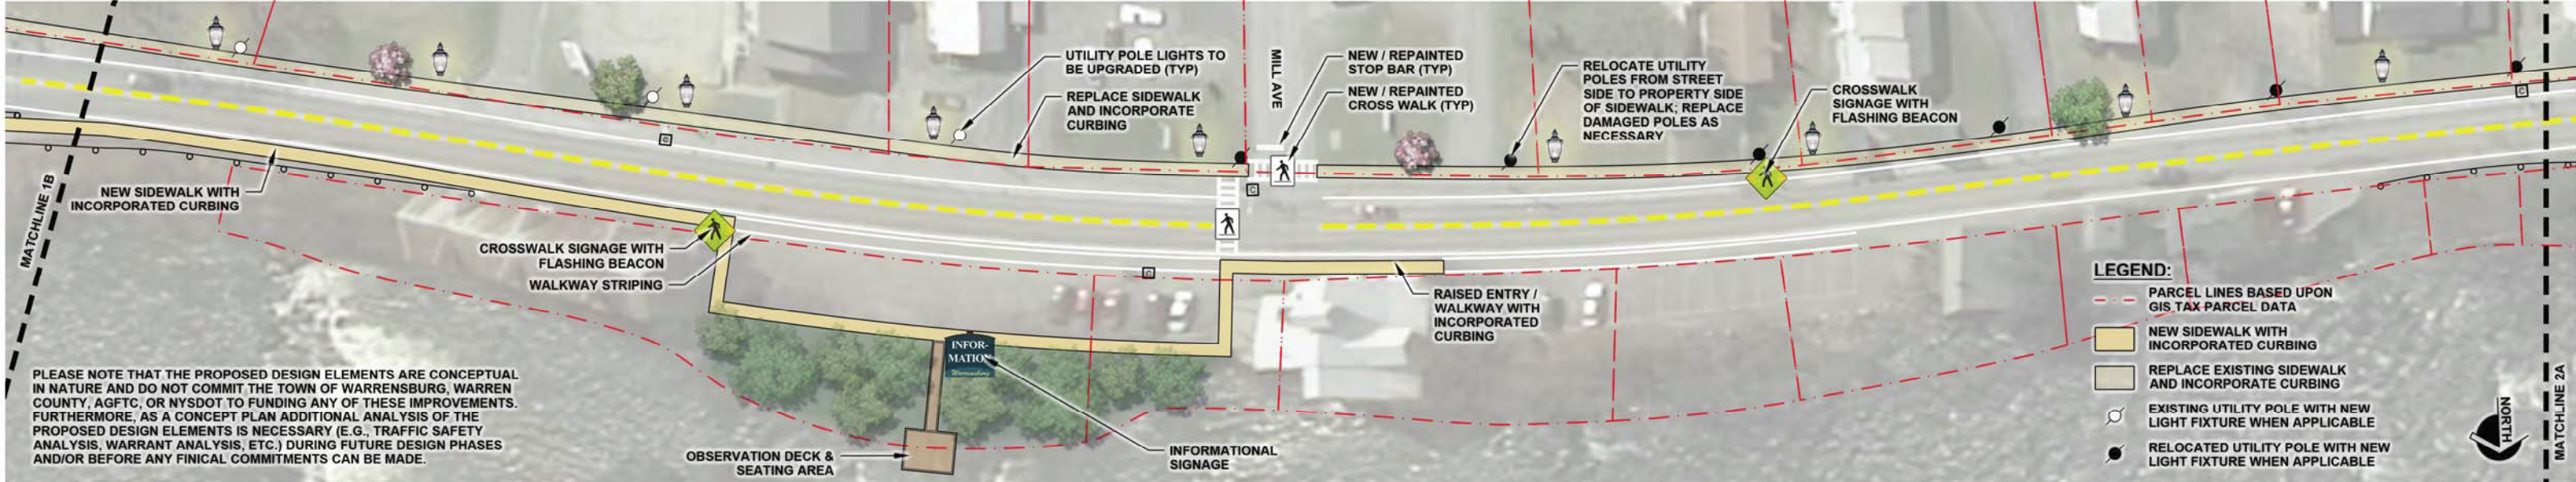 MATCHLINE 1B
NEW SIDEWALK WITH
INCORPORATED CURBING
CROSSWALK SIGNAGE WITH
FLASHING BEACON
WALKWAY STRIPING
UTILITY POLE LIGHTS TO
BE UPGRADED (TYP)
REPLACE SIDEWALK
AND INCORPORATE
CURBING
MILL AVE
NEW / REPAINTED
STOP BAR (TYP)
NEW / REPAINTED
CROSS WALK (TYP)
RELOCATE UTILITY
POLES FROM STREET
SIDE TO PROPERTY SIDE
OF SIDEWALK; REPLACE
DAMAGED POLES AS
NECESSARY
CROSSWALK
SIGNAGE WITH
FLASHING BEACON
C
C
C
C
RAISED ENTRY /
WALKWAY WITH
INCORPORATED
CURBING
INFOR-
MATION
Warrensburg
INFORMATIONAL
SIGNAGE
OBSERVATION DECK &
SEATING AREA
PLEASE NOTE THAT THE PROPOSED DESIGN ELEMENTS ARE CONCEPTUAL
IN NATURE AND DO NOT COMMIT THE TOWN OF WARRENSBURG, WARREN
COUNTY, AGFTC, OR NYSDOT TO FUNDING ANY OF THESE IMPROVEMENTS.
FURTHERMORE, AS A CONCEPT PLAN ADDITIONAL ANALYSIS OF THE
PROPOSED DESIGN ELEMENTS IS NECESSARY (E.G., TRAFFIC SAFETY
ANALYSIS, WARRANT ANALYSIS, ETC.) DURING FUTURE DESIGN PHASES
AND/OR BEFORE ANY FINICAL COMMITMENTS CAN BE MADE.
LEGEND:
PARCEL LINES BASED UPON
GIS TAX PARCEL DATA
NEW SIDEWALK WITH
INCORPORATED CURBING
REPLACE EXISTING SIDEWALK
AND INCORPORATE CURBING
EXISTING UTILITY POLE WITH NEW
LIGHT FIXTURE WHEN APPLICABLE
RELOCATED UTILITY POLE WITH NEW
LIGHT FIXTURE WHEN APPLICABLE
NORTH
MATCHLINE 2A